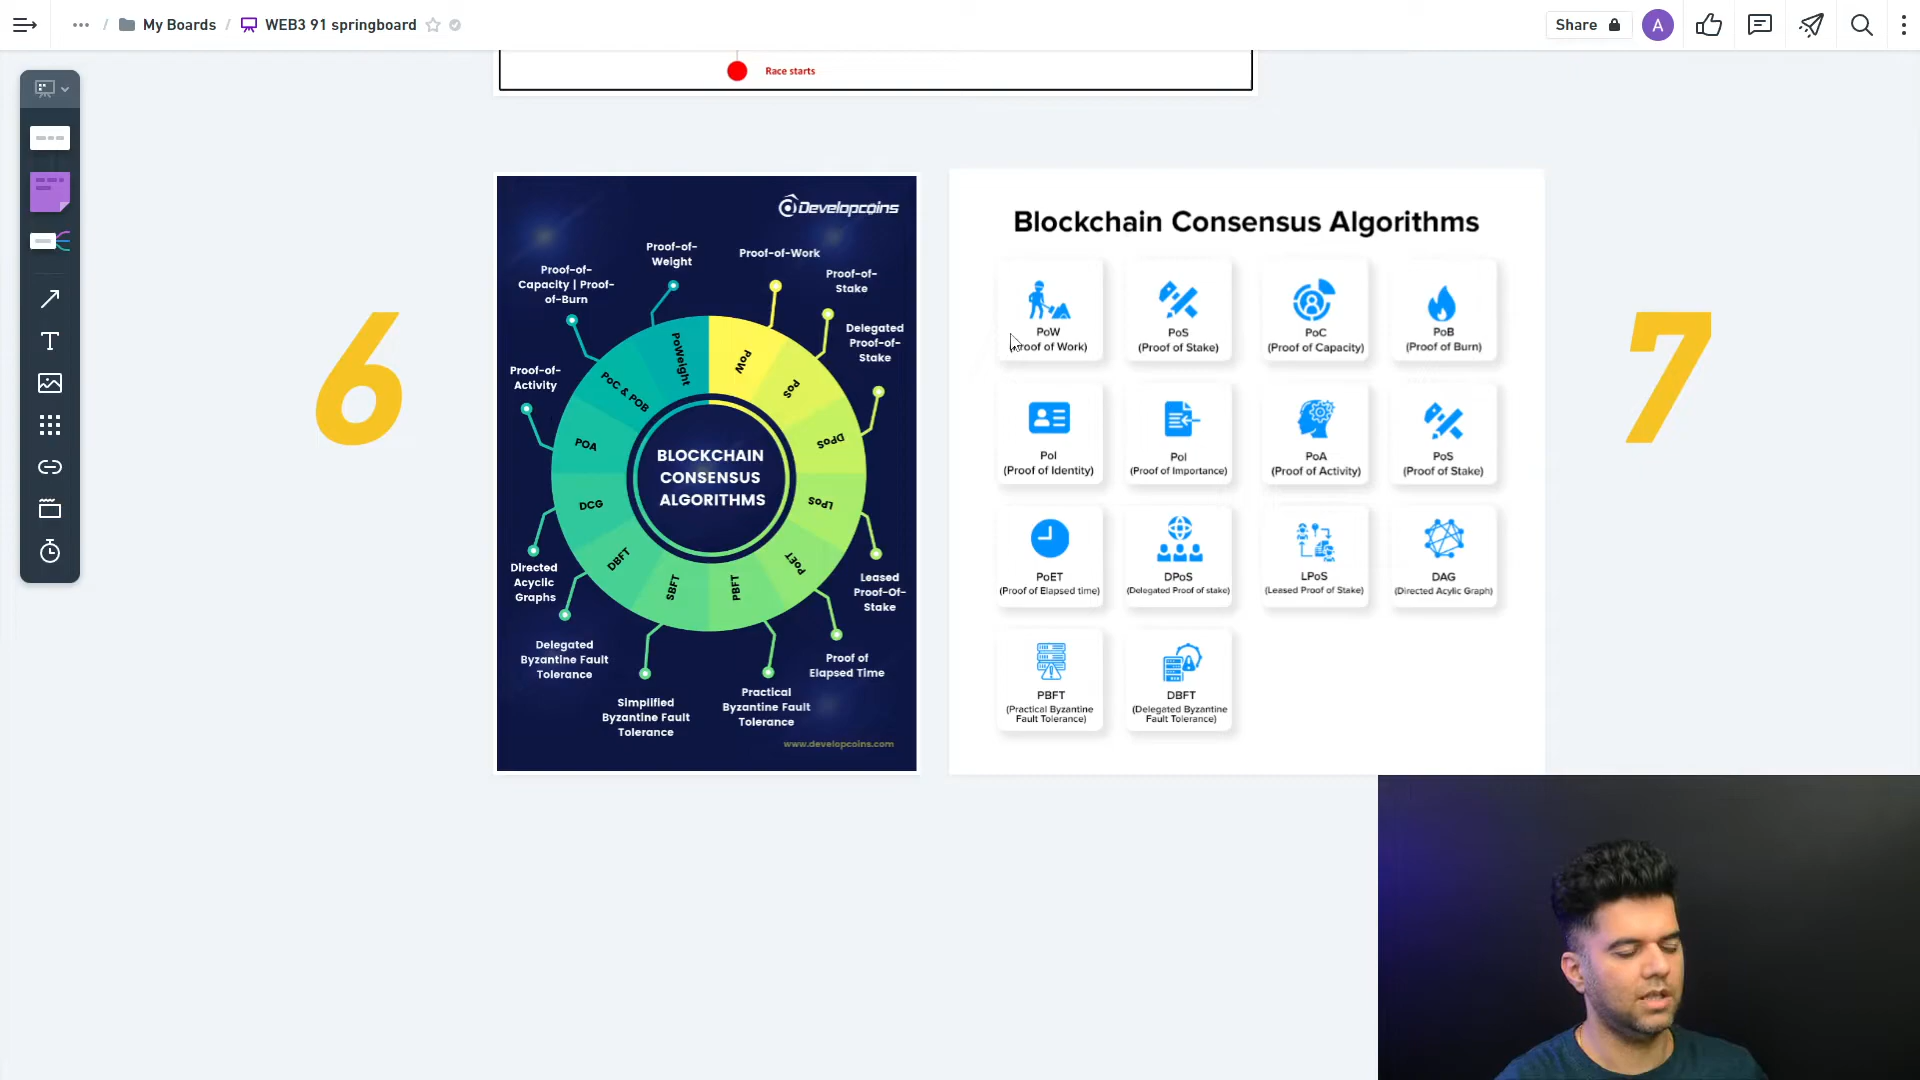 ... / My Boards / WEB3 91 springboard
Share
A
Race starts
6
Developcoins
Proof-of-
Weight
Proof-of-Work
Proof-of-
Stake
Proof-of-
Capacity | Proof-
of-Burn
Delegated
Proof-of-
Stake
Proof-of-
Activity
PoWeight
PoW
PoC & POB
PoS
POA
DPoS
BLOCKCHAIN
CONSENSUS
ALGORITHMS
DCG
LPoS
DBFT
SBFT
PBFT
PoET
Directed
Acyclic
Graphs
Leased
Proof-Of-
Stake
Delegated
Byzantine Fault
Tolerance
Proof of
Elapsed Time
Simplified
Byzantine Fault
Tolerance
Practical
Byzantine Fault
Tolerance
www.developcoins.com
Blockchain Consensus Algorithms
PoW
(Proof of Work)
PoS
(Proof of Stake)
PoC
(Proof of Capacity)
PoB
(Proof of Burn)
PoI
(Proof of Identity)
PoI
(Proof of Importance)
PoA
(Proof of Activity)
PoS
(Proof of Stake)
PoET
(Proof of Elapsed time)
DPoS
(Delegated Proof of stake)
LPoS
(Leased Proof of Stake)
DAG
(Directed Acylic Graph)
PBFT
(Practical Byzantine
Fault Tolerance)
DBFT
(Delegated Byzantine
Fault Tolerance)
7